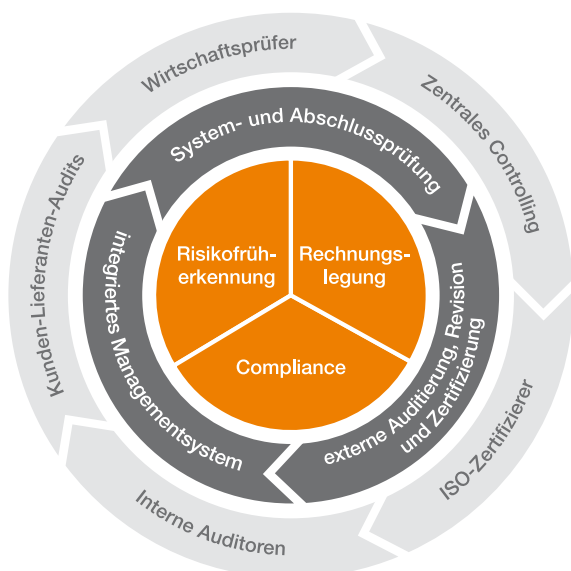 Wirtschaftsprüfer
Zentrales Controlling
ISO-Zertifizierer
Interne Auditoren
Kunden-Lieferanten-Audits
System- und Abschlussprüfung
externe Auditierung, Revision
und Zertifizierung
integriertes Managementsystem
Risikofrüh-
erkennung
Rechnungs-
legung
Compliance